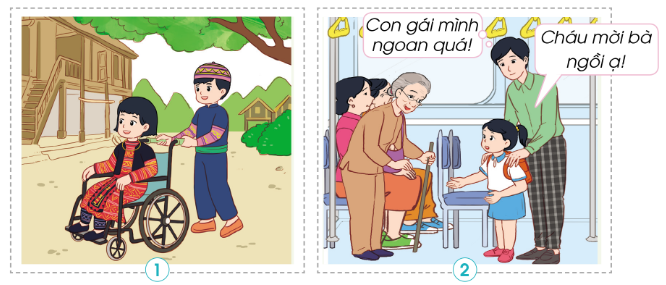 Con gái mình
ngoan quá!
Cháu mời bà
ngồi ạ!
1
2